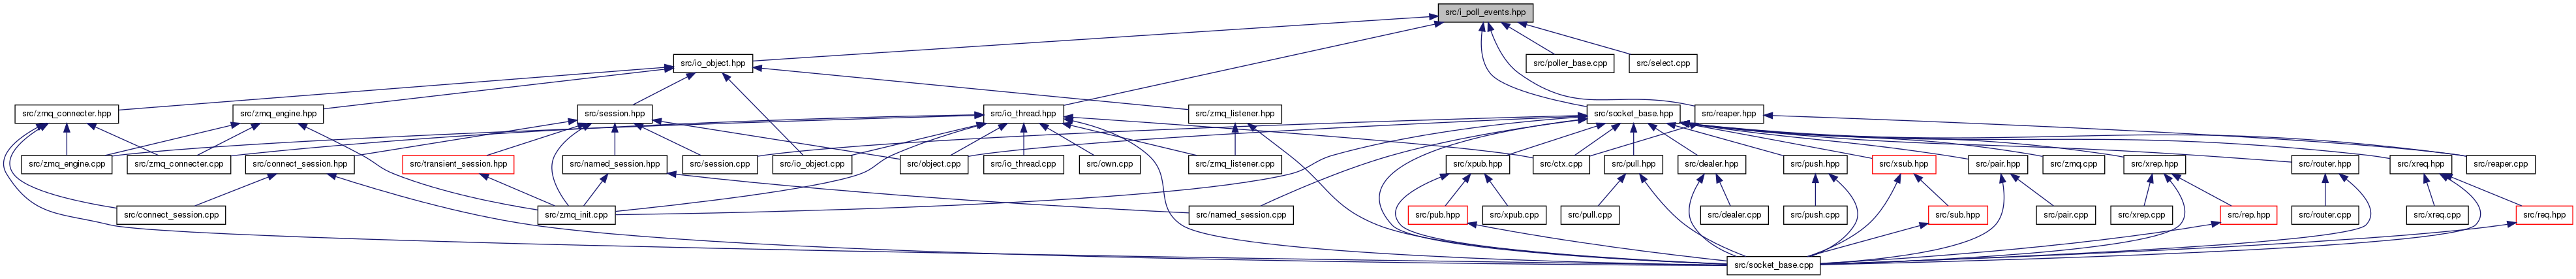 src/i_poll_events.hpp
src/io_object.hpp
src/poller_base.cpp
src/select.cpp
src/zmq_connecter.hpp
src/zmq_engine.hpp
src/session.hpp
src/io_thread.hpp
src/zmq_listener.hpp
src/socket_base.hpp
src/reaper.hpp
src/zmq_engine.cpp
src/zmq_connecter.cpp
src/connect_session.hpp
src/transient_session.hpp
src/named_session.hpp
src/session.cpp
src/io_object.cpp
src/object.cpp
src/io_thread.cpp
src/own.cpp
src/zmq_listener.cpp
src/xpub.hpp
src/ctx.cpp
src/pull.hpp
src/dealer.hpp
src/push.hpp
src/xsub.hpp
src/pair.hpp
src/zmq.cpp
src/xrep.hpp
src/router.hpp
src/xreq.hpp
src/reaper.cpp
src/connect_session.cpp
src/zmq_init.cpp
src/named_session.cpp
src/pub.hpp
src/xpub.cpp
src/pull.cpp
src/dealer.cpp
src/push.cpp
src/sub.hpp
src/pair.cpp
src/xrep.cpp
src/rep.hpp
src/router.cpp
src/xreq.cpp
src/req.hpp
src/socket_base.cpp